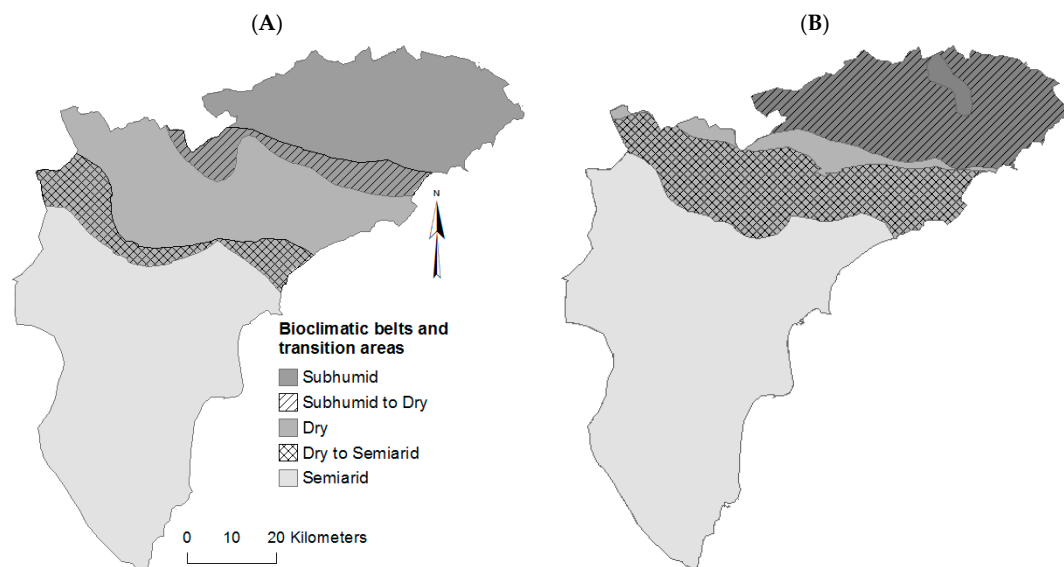 (A)
(B)
N
Bioclimatic belts and
transition areas
Subhumid
Subhumid to Dry
Dry
Dry to Semiarid
Semiarid
0 10 20 Kilometers